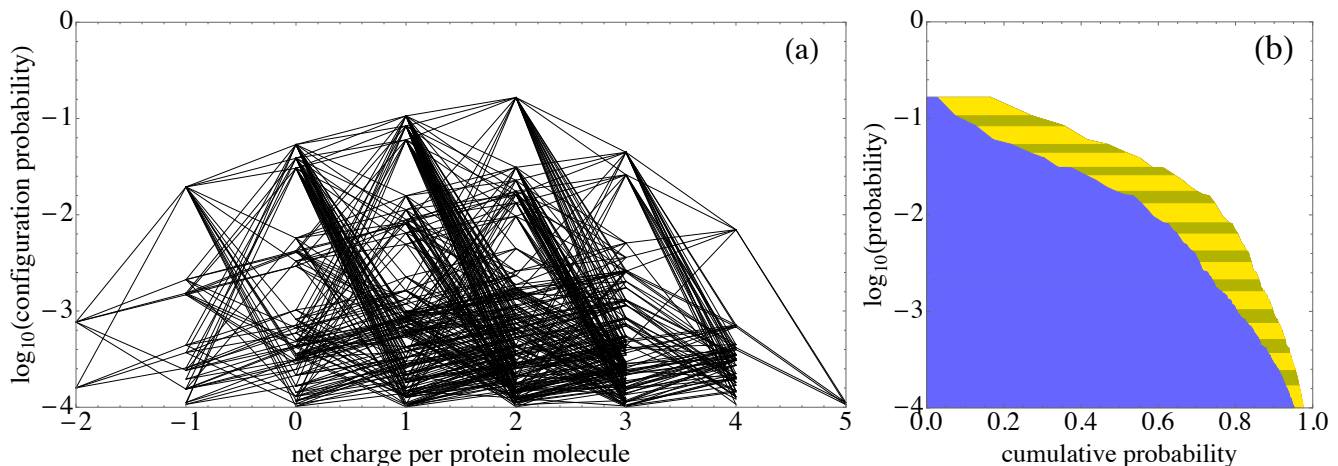 (a)
log₁₀(configuration probability)
0
−1
−2
−3
−4
−2 −1 0 1 2 3 4 5
net charge per protein molecule
(b)
log₁₀(probability)
0
−1
−2
−3
−4
0.0 0.2 0.4 0.6 0.8 1.0
cumulative probability